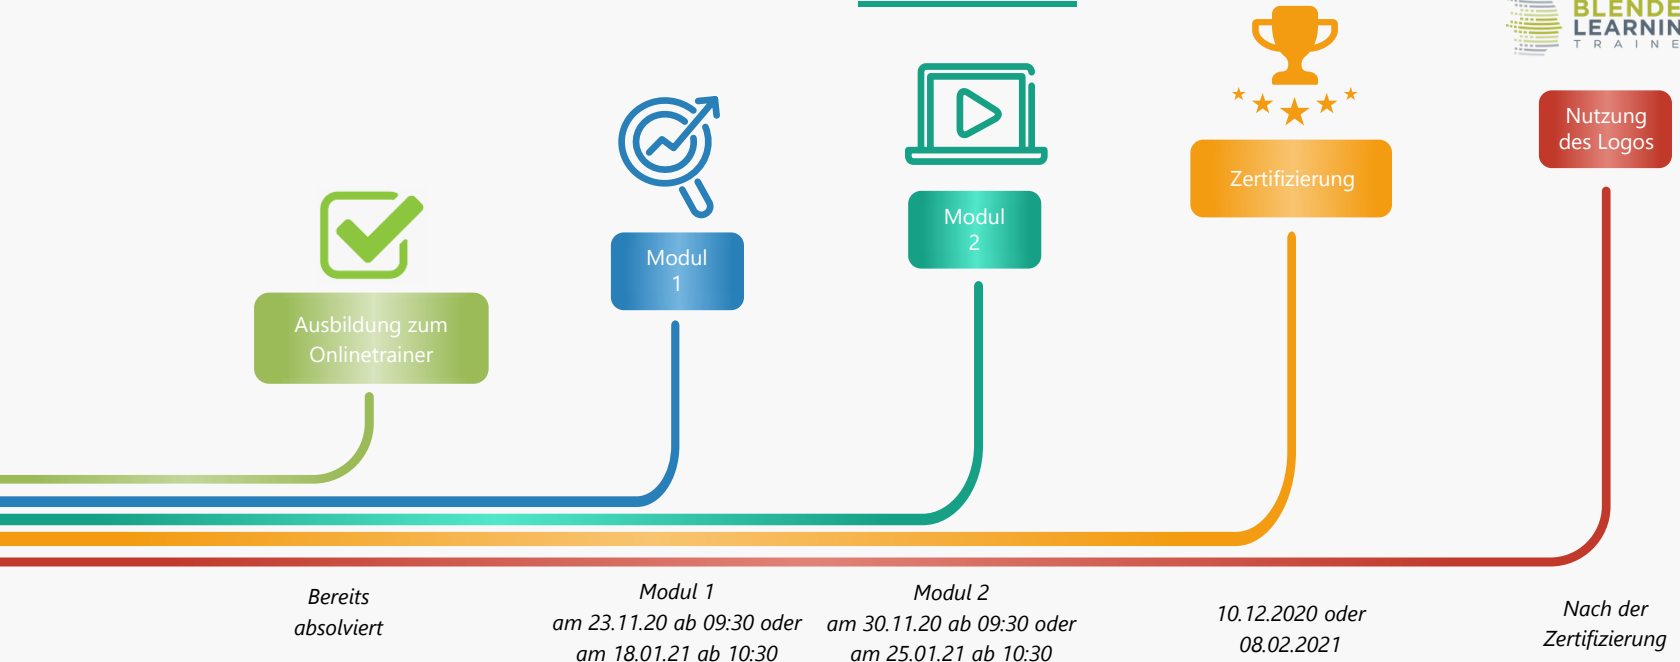 BLENDE
LEARNIN
TRAINE
Nutzung
des Logos
Zertifizierung
Modul
2
Modul
1
Ausbildung zum
Onlinetrainer
Bereits
absolviert
Modul 1
am 23.11.20 ab 09:30 oder
am 18.01.21 ab 10:30
Modul 2
am 30.11.20 ab 09:30 oder
am 25.01.21 ab 10:30
10.12.2020 oder
08.02.2021
Nach der
Zertifizierung